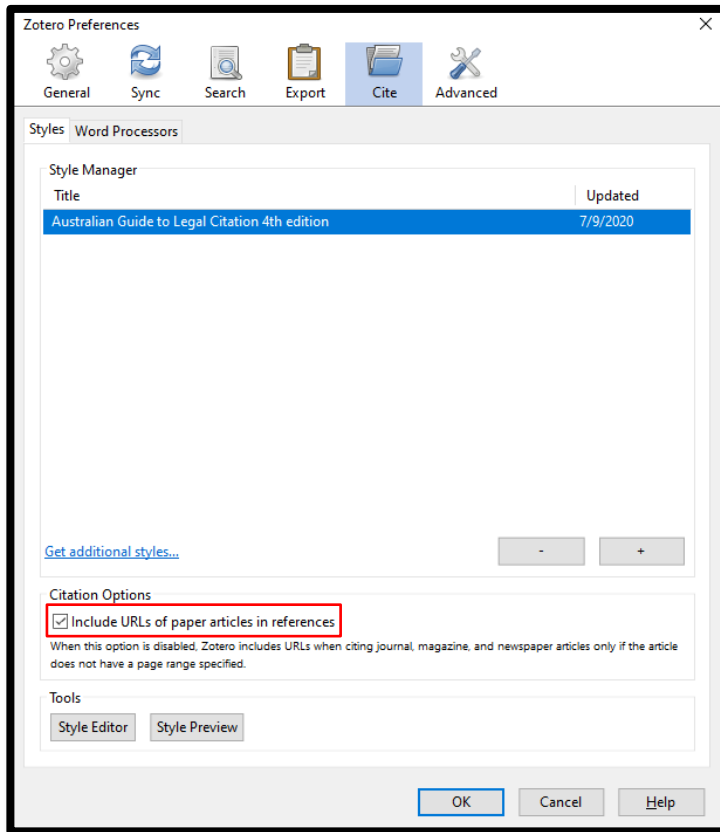 Zotero Preferences
General Sync Search Export Cite Advanced
Styles Word Processors
Style Manager
Title Updated
Australian Guide to Legal Citation 4th edition 7/9/2020
Get additional styles... - +
Citation Options
Include URLs of paper articles in references
When this option is disabled, Zotero includes URLs when citing journal, magazine, and newspaper articles only if the article
does not have a page range specified.
Tools
Style Editor Style Preview
OK Cancel Help